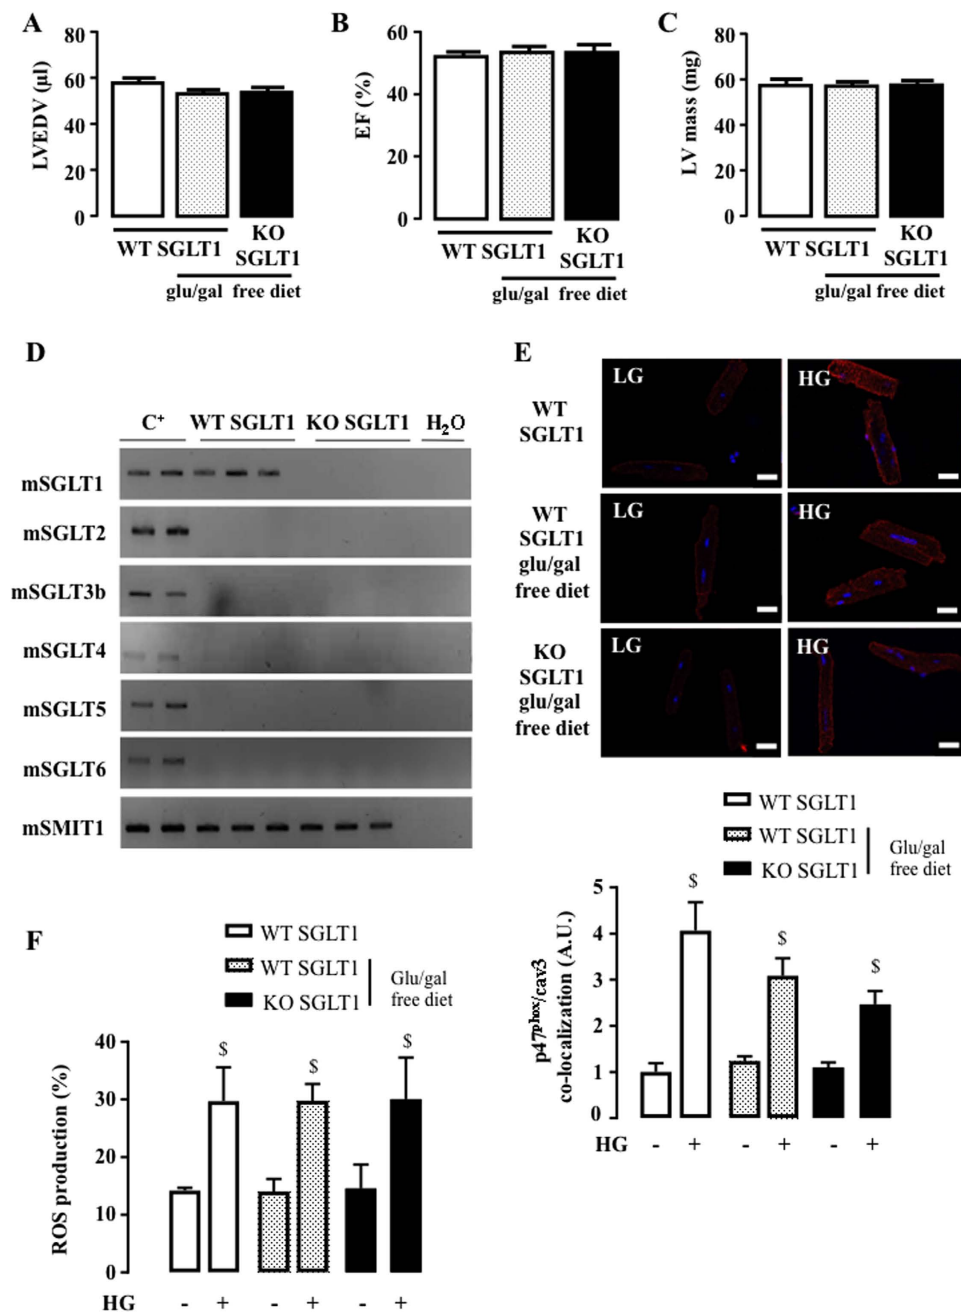 A
80
60
40
20
0
LVEDV (µl)
WT SGLT1
KO
SGLT1
glu/gal free diet
B
60
40
20
0
EF (%)
WT SGLT1
KO
SGLT1
glu/gal free diet
C
80
60
40
20
0
LV mass (mg)
WT SGLT1
KO
SGLT1
glu/gal free diet
D
C⁺ WT SGLT1 KO SGLT1 H₂O
mSGLT1
mSGLT2
mSGLT3b
mSGLT4
mSGLT5
mSGLT6
mSMIT1
E
WT
SGLT1
LG
HG
WT
SGLT1
glu/gal
free diet
LG
HG
KO
SGLT1
glu/gal
free diet
LG
HG
WT SGLT1
WT SGLT1
KO SGLT1
Glu/gal
free diet
5
4
3
2
1
0
p47ᵖʰᵒˣ/cav3
co-localization (A.U.)
$
$
$
HG - + - + - +
F
WT SGLT1
WT SGLT1
KO SGLT1
Glu/gal
free diet
40
30
20
10
0
ROS production (%)
$
$
$
HG - + - + - +